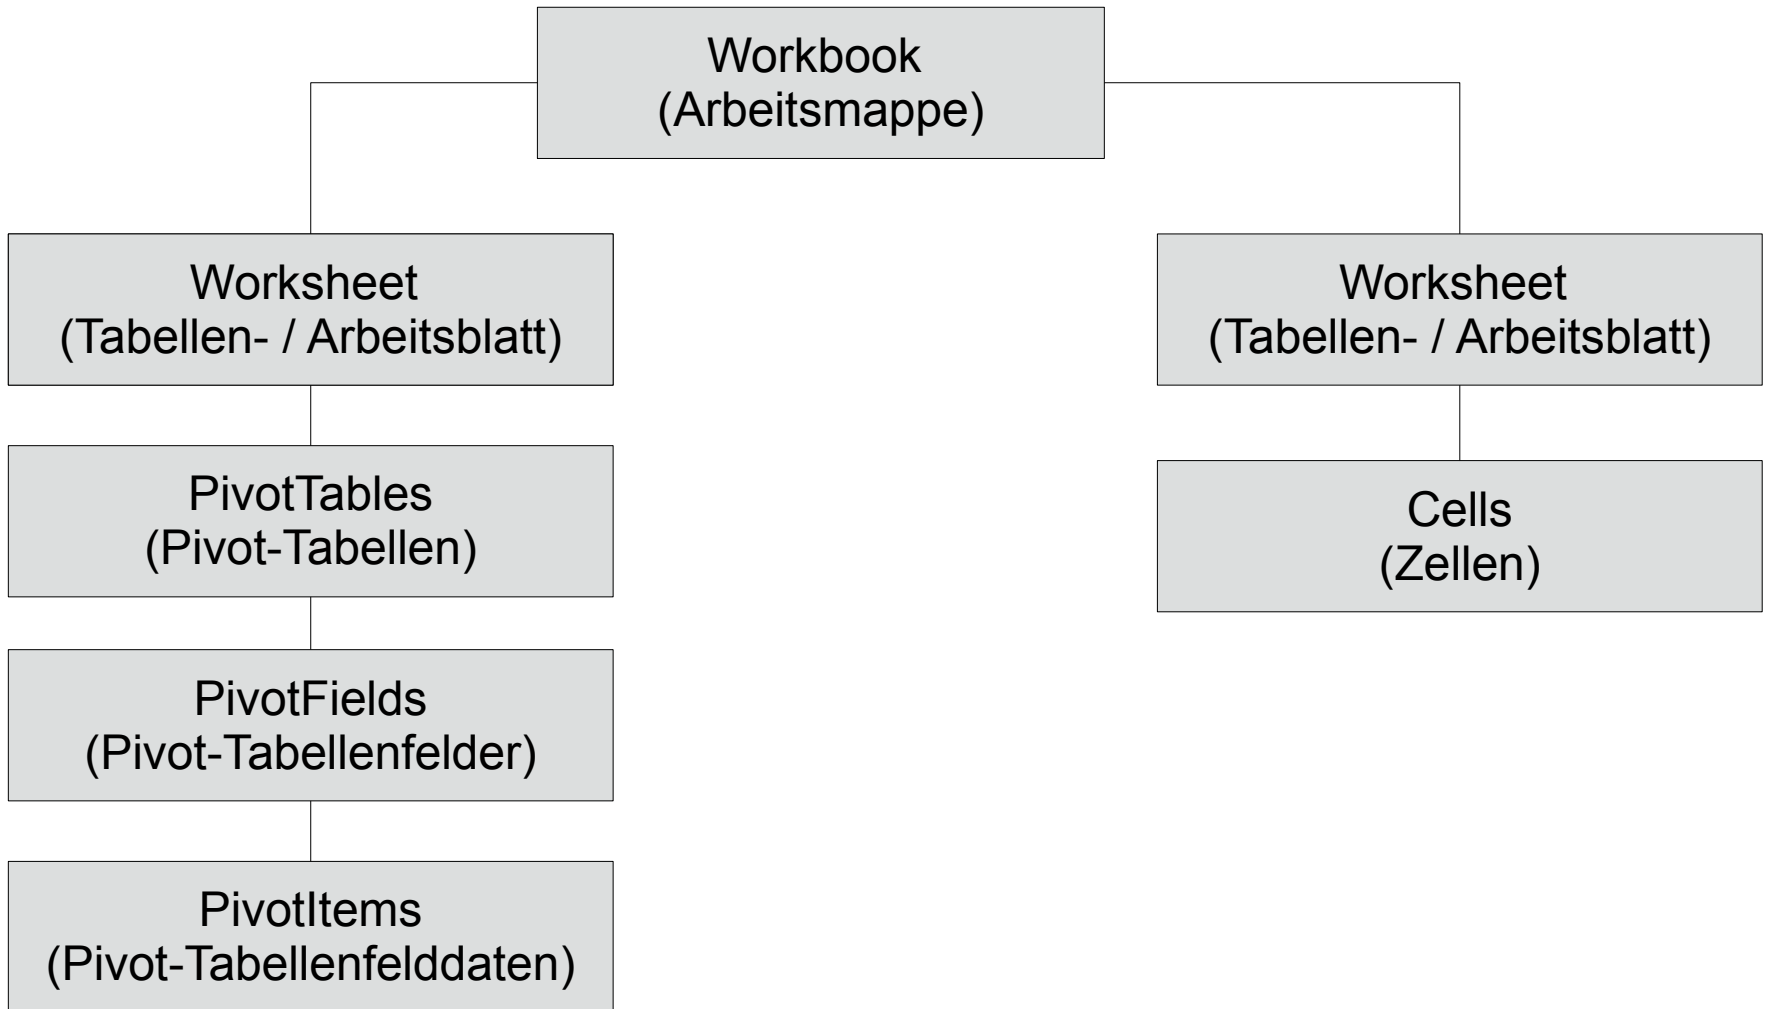 Workbook
(Arbeitsmappe)
Worksheet
(Tabellen- / Arbeitsblatt)
Worksheet
(Tabellen- / Arbeitsblatt)
PivotTables
(Pivot-Tabellen)
Cells
(Zellen)
PivotFields
(Pivot-Tabellenfelder)
PivotItems
(Pivot-Tabellenfelddaten)